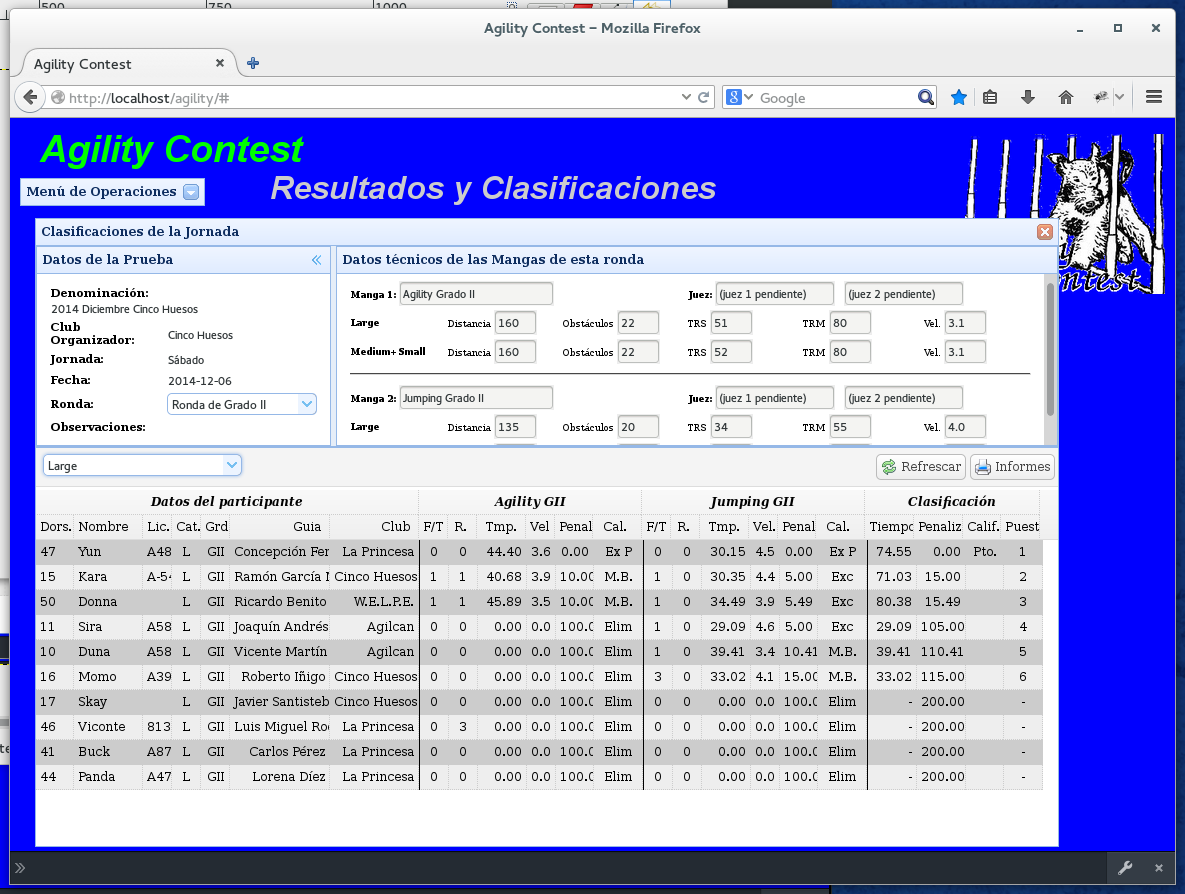 500 750 1000
Agility Contest – Mozilla Firefox
Agility Contest
http://localhost/agility/#
Google
Agility Contest
Menú de Operaciones
Resultados y Clasificaciones
Clasificaciones de la Jornada
Datos de la Prueba
Datos técnicos de las Mangas de esta ronda
Denominación:
2014 Diciembre Cinco Huesos
Club Organizador: Cinco Huesos
Jornada: Sábado
Fecha: 2014-12-06
Ronda: Ronda de Grado II
Observaciones:
Manga 1: Agility Grado II Juez: (juez 1 pendiente) (juez 2 pendiente)
Large Distancia 160 Obstáculos 22 TRS 51 TRM 80 Vel. 3.1
Medium+Small Distancia 160 Obstáculos 22 TRS 52 TRM 80 Vel. 3.1
Manga 2: Jumping Grado II Juez: (juez 1 pendiente) (juez 2 pendiente)
Large Distancia 135 Obstáculos 20 TRS 34 TRM 55 Vel. 4.0
Large Refrescar Informes
Datos del participante Agility GII Jumping GII Clasificación
Dors. Nombre Lic. Cat. Grd Guia Club F/T R. Tmp. Vel Penal Cal. F/T R. Tmp. Vel. Penal Cal. Tiempo Penaliz Calif. Puest
47 Yun A48 L GII Concepción Fer La Princesa 0 0 44.40 3.6 0.00 Ex P 0 0 30.15 4.5 0.00 Ex P 74.55 0.00 Pto. 1
15 Kara A-54 L GII Ramón García Cinco Huesos 1 1 40.68 3.9 10.00 M.B. 1 0 30.35 4.4 5.00 Exc 71.03 15.00 2
50 Donna L GII Ricardo Benito W.E.L.P.E. 1 1 45.89 3.5 10.00 M.B. 1 0 34.49 3.9 5.49 Exc 80.38 15.49 3
11 Sira A58 L GII Joaquín Andrés Agilcan 0 0 0.00 0.0 100.0 Elim 1 0 29.09 4.6 5.00 Exc 29.09 105.00 4
10 Duna A58 L GII Vicente Martín Agilcan 0 0 0.00 0.0 100.0 Elim 1 0 39.41 3.4 10.41 M.B. 39.41 110.41 5
16 Momo A39 L GII Roberto Iñigo Cinco Huesos 0 0 0.00 0.0 100.0 Elim 3 0 33.02 4.1 15.00 M.B. 33.02 115.00 6
17 Skay L GII Javier Santisteb Cinco Huesos 0 0 0.00 0.0 100.0 Elim 0 0 0.00 0.0 100.0 Elim - 200.00 -
46 Viconte 813 L GII Luis Miguel Ro La Princesa 0 3 0.00 0.0 100.0 Elim 0 0 0.00 0.0 100.0 Elim - 200.00 -
41 Buck A87 L GII Carlos Pérez La Princesa 0 0 0.00 0.0 100.0 Elim 0 0 0.00 0.0 100.0 Elim - 200.00 -
44 Panda A47 L GII Lorena Díez La Princesa 0 0 0.00 0.0 100.0 Elim 0 0 0.00 0.0 100.0 Elim - 200.00 -